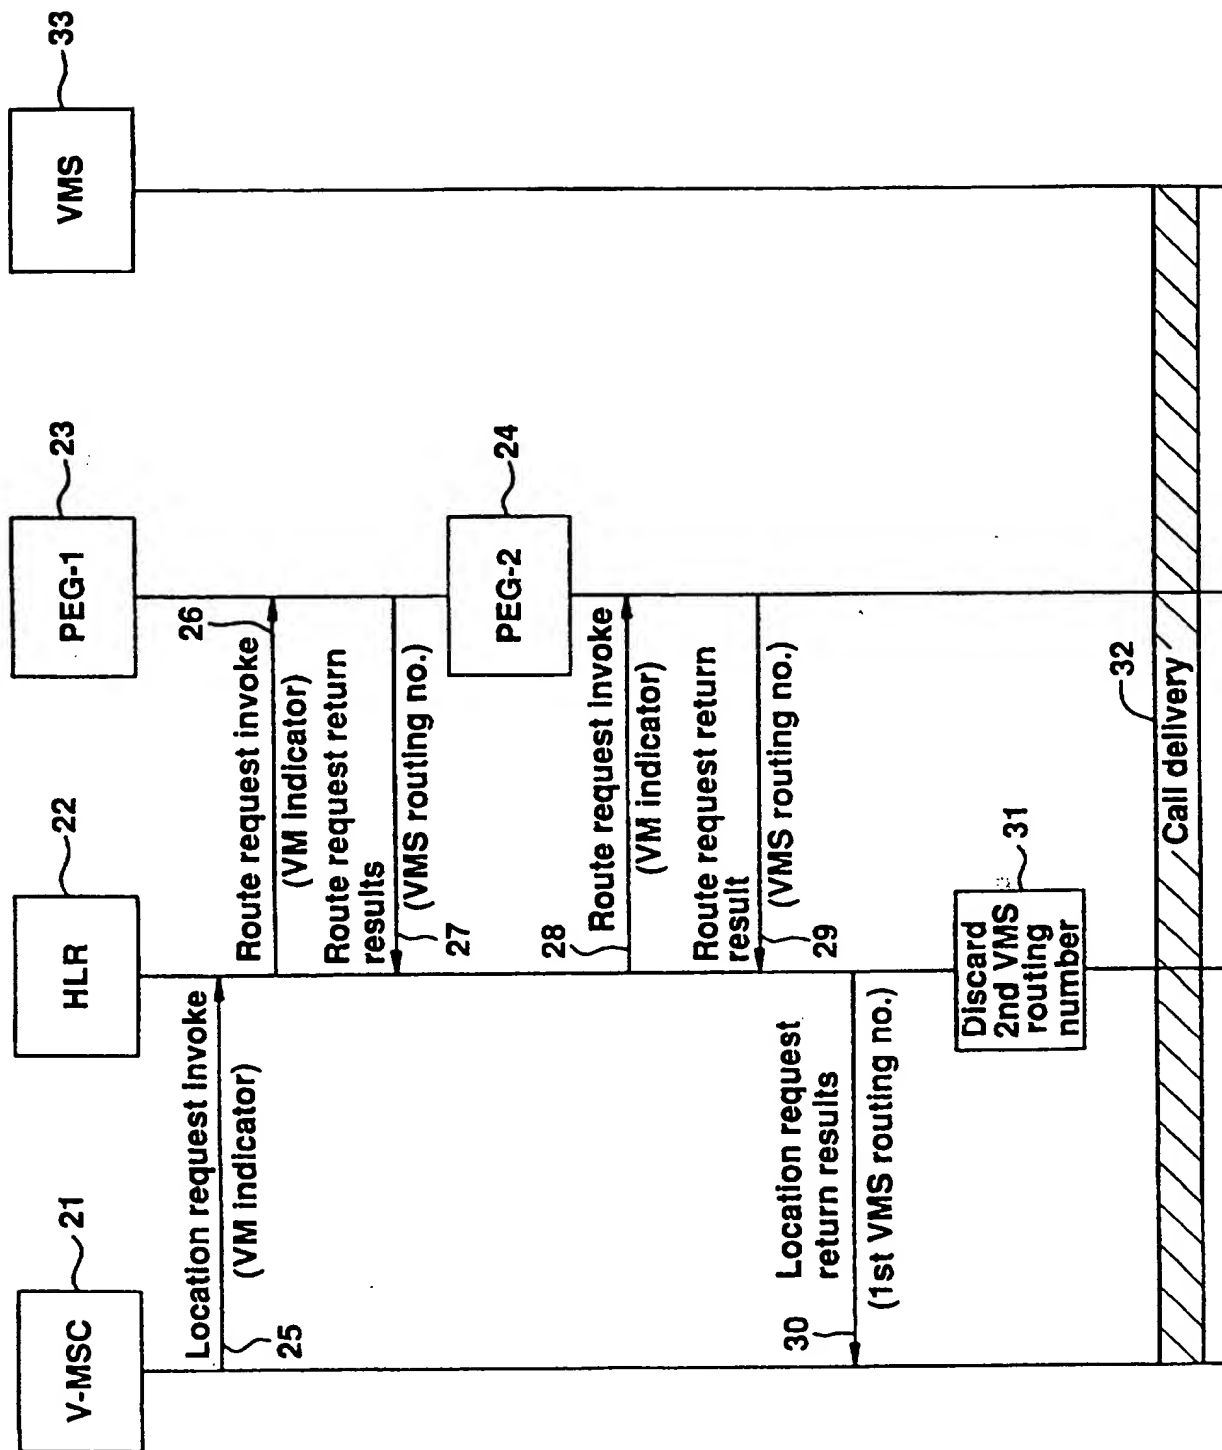 V-MSC
21
HLR
22
PEG-1
23
VMS
33
Location request invoke
(VM indicator)
25
Route request invoke
(VM indicator)
26
Route request return
results
(VMS routing no.)
27
PEG-2
24
Route request invoke
(VM indicator)
28
Route request return
result
(VMS routing no.)
29
Location request
return results
(1st VMS routing no.)
30
Discard
2nd VMS
routing
number
31
Call delivery
32